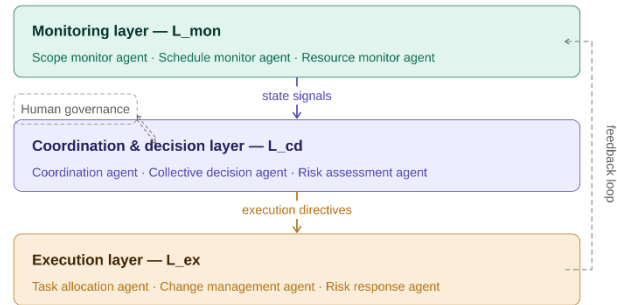 Monitoring layer — L_mon
Scope monitor agent · Schedule monitor agent · Resource monitor agent
state signals
Human governance
Coordination & decision layer — L_cd
Coordination agent · Collective decision agent · Risk assessment agent
feedback loop
execution directives
Execution layer — L_ex
Task allocation agent · Change management agent · Risk response agent